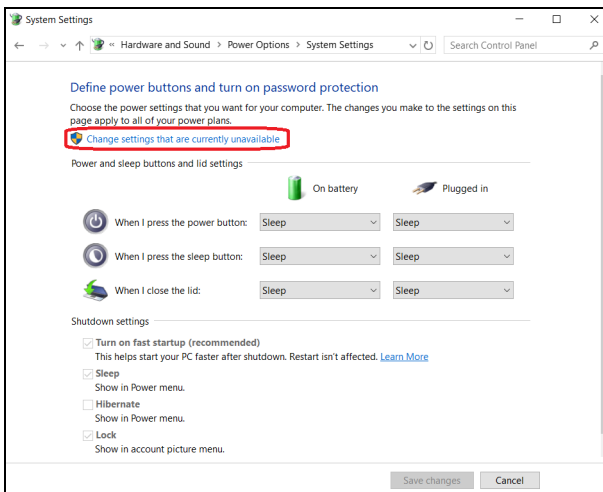 System Settings
« Hardware and Sound > Power Options > System Settings
Search Control Panel
Define power buttons and turn on password protection
Choose the power settings that you want for your computer. The changes you make to the settings on this
page apply to all of your power plans.
Change settings that are currently unavailable
Power and sleep buttons and lid settings
On battery Plugged in
When I press the power button: Sleep Sleep
When I press the sleep button: Sleep Sleep
When I close the lid: Sleep Sleep
Shutdown settings
Turn on fast startup (recommended)
This helps start your PC faster after shutdown. Restart isn't affected. Learn More
Sleep
Show in Power menu.
Hibernate
Show in Power menu.
Lock
Show in account picture menu.
Save changes Cancel